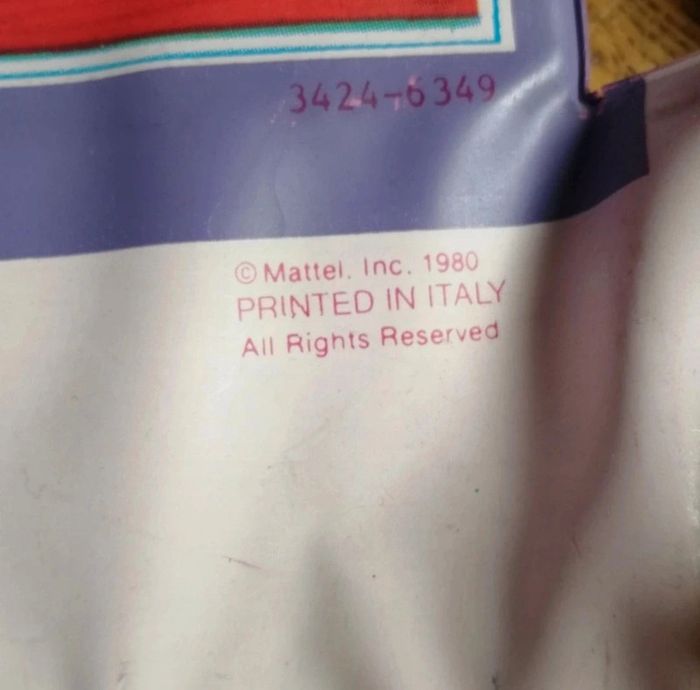 3424-6349
© Mattel. Inc. 1980
PRINTED IN ITALY
All Rights Reserved